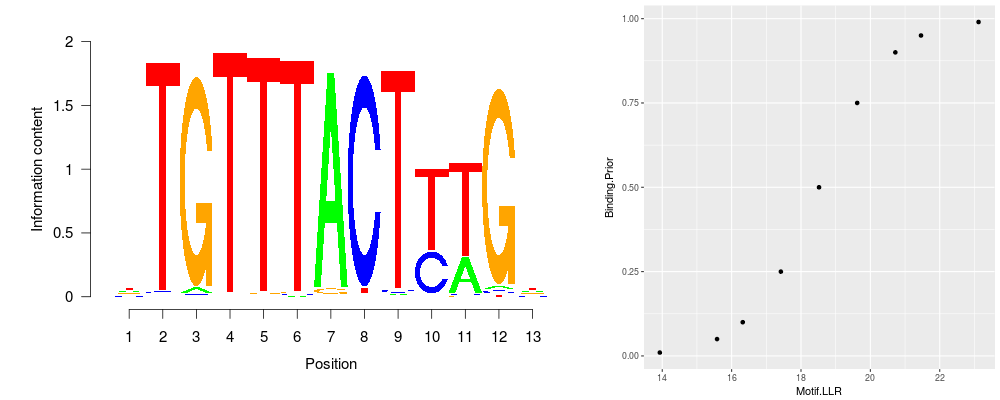 2
1.5
1
0.5
0
Information content
TGTTTACTTTG
CA
1 2 3 4 5 6 7 8 9 10 11 12 13
Position
1.00
0.75
0.50
0.25
0.00
Binding.Prior
14 16 18 20 22
Motif.LLR